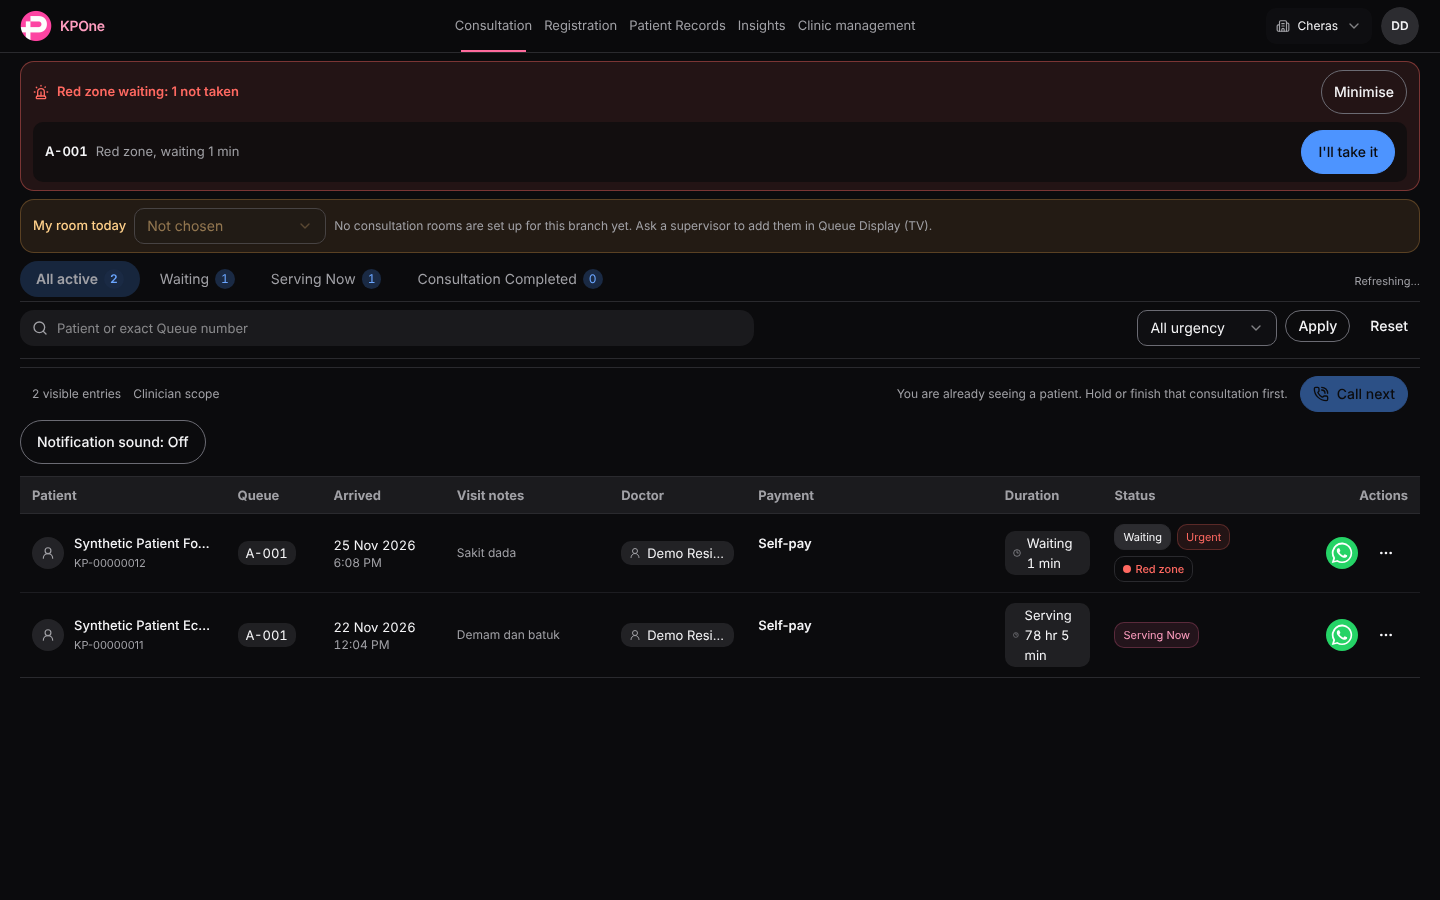 KPOne
Consultation Registration Patient Records Insights Clinic management
Cheras
DD
Red zone waiting: 1 not taken
Minimise
A-001 Red zone, waiting 1 min
I'll take it
My room today Not chosen No consultation rooms are set up for this branch yet. Ask a supervisor to add them in Queue Display (TV).
All active 2 Waiting 1 Serving Now 1 Consultation Completed 0
Refreshing...
Patient or exact Queue number
All urgency Apply Reset
2 visible entries Clinician scope
You are already seeing a patient. Hold or finish that consultation first. Call next
Notification sound: Off
Patient Queue Arrived Visit notes Doctor Payment Duration Status Actions
Synthetic Patient Fo...
KP-00000012
A-001
25 Nov 2026
6:08 PM
Sakit dada
Demo Resi...
Self-pay
Waiting
1 min
Waiting Urgent
Red zone
Synthetic Patient Ec...
KP-00000011
A-001
22 Nov 2026
12:04 PM
Demam dan batuk
Demo Resi...
Self-pay
Serving
78 hr 5
min
Serving Now